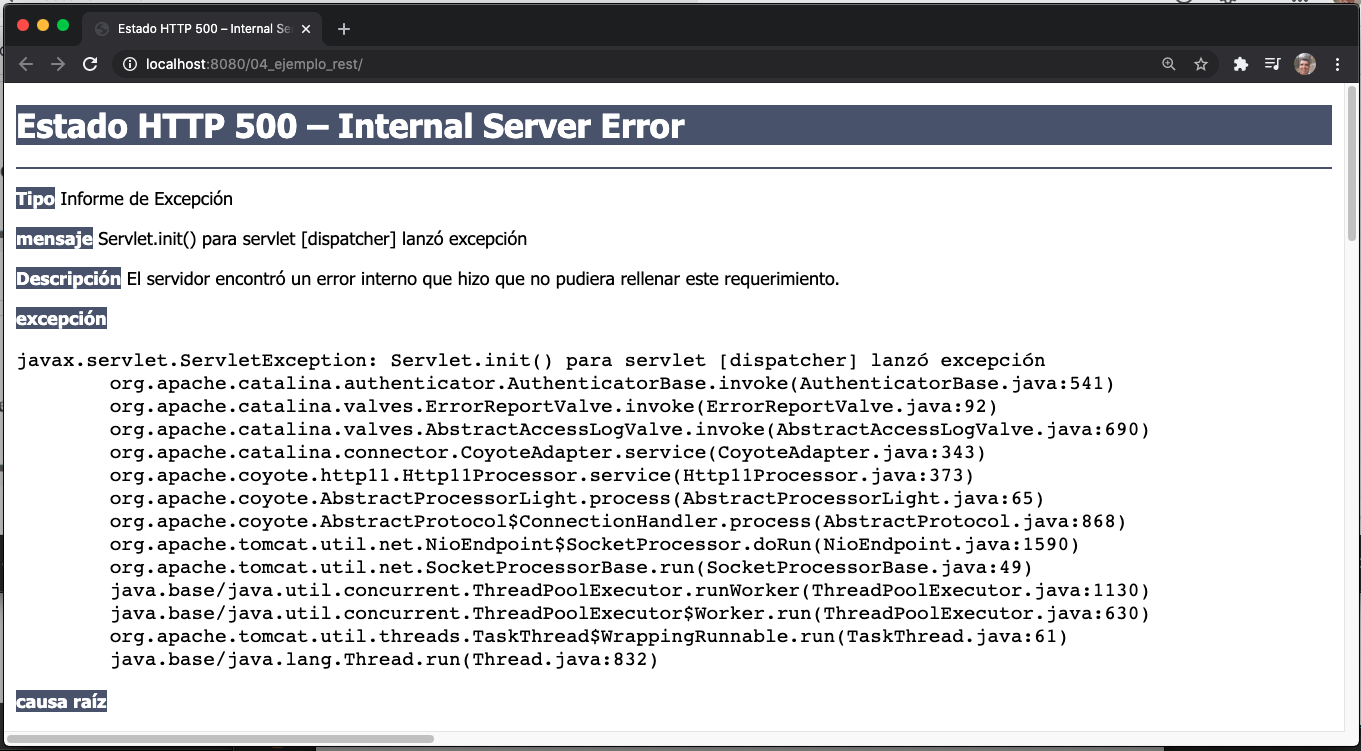 Estado HTTP 500 – Internal Se
localhost:8080/04_ejemplo_rest/
Estado HTTP 500 – Internal Server Error
Tipo Informe de Excepción
mensaje Servlet.init() para servlet [dispatcher] lanzó excepción
Descripción El servidor encontró un error interno que hizo que no pudiera rellenar este requerimiento.
excepción
javax.servlet.ServletException: Servlet.init() para servlet [dispatcher] lanzó excepción
org.apache.catalina.authenticator.AuthenticatorBase.invoke(AuthenticatorBase.java:541)
org.apache.catalina.valves.ErrorReportValve.invoke(ErrorReportValve.java:92)
org.apache.catalina.valves.AbstractAccessLogValve.invoke(AbstractAccessLogValve.java:690)
org.apache.catalina.connector.CoyoteAdapter.service(CoyoteAdapter.java:343)
org.apache.coyote.http11.Http11Processor.service(Http11Processor.java:373)
org.apache.coyote.AbstractProcessorLight.process(AbstractProcessorLight.java:65)
org.apache.coyote.AbstractProtocol$ConnectionHandler.process(AbstractProtocol.java:868)
org.apache.tomcat.util.net.NioEndpoint$SocketProcessor.doRun(NioEndpoint.java:1590)
org.apache.tomcat.util.net.SocketProcessorBase.run(SocketProcessorBase.java:49)
java.base/java.util.concurrent.ThreadPoolExecutor.runWorker(ThreadPoolExecutor.java:1130)
java.base/java.util.concurrent.ThreadPoolExecutor$Worker.run(ThreadPoolExecutor.java:630)
org.apache.tomcat.util.threads.TaskThread$WrappingRunnable.run(TaskThread.java:61)
java.base/java.lang.Thread.run(Thread.java:832)
causa raíz